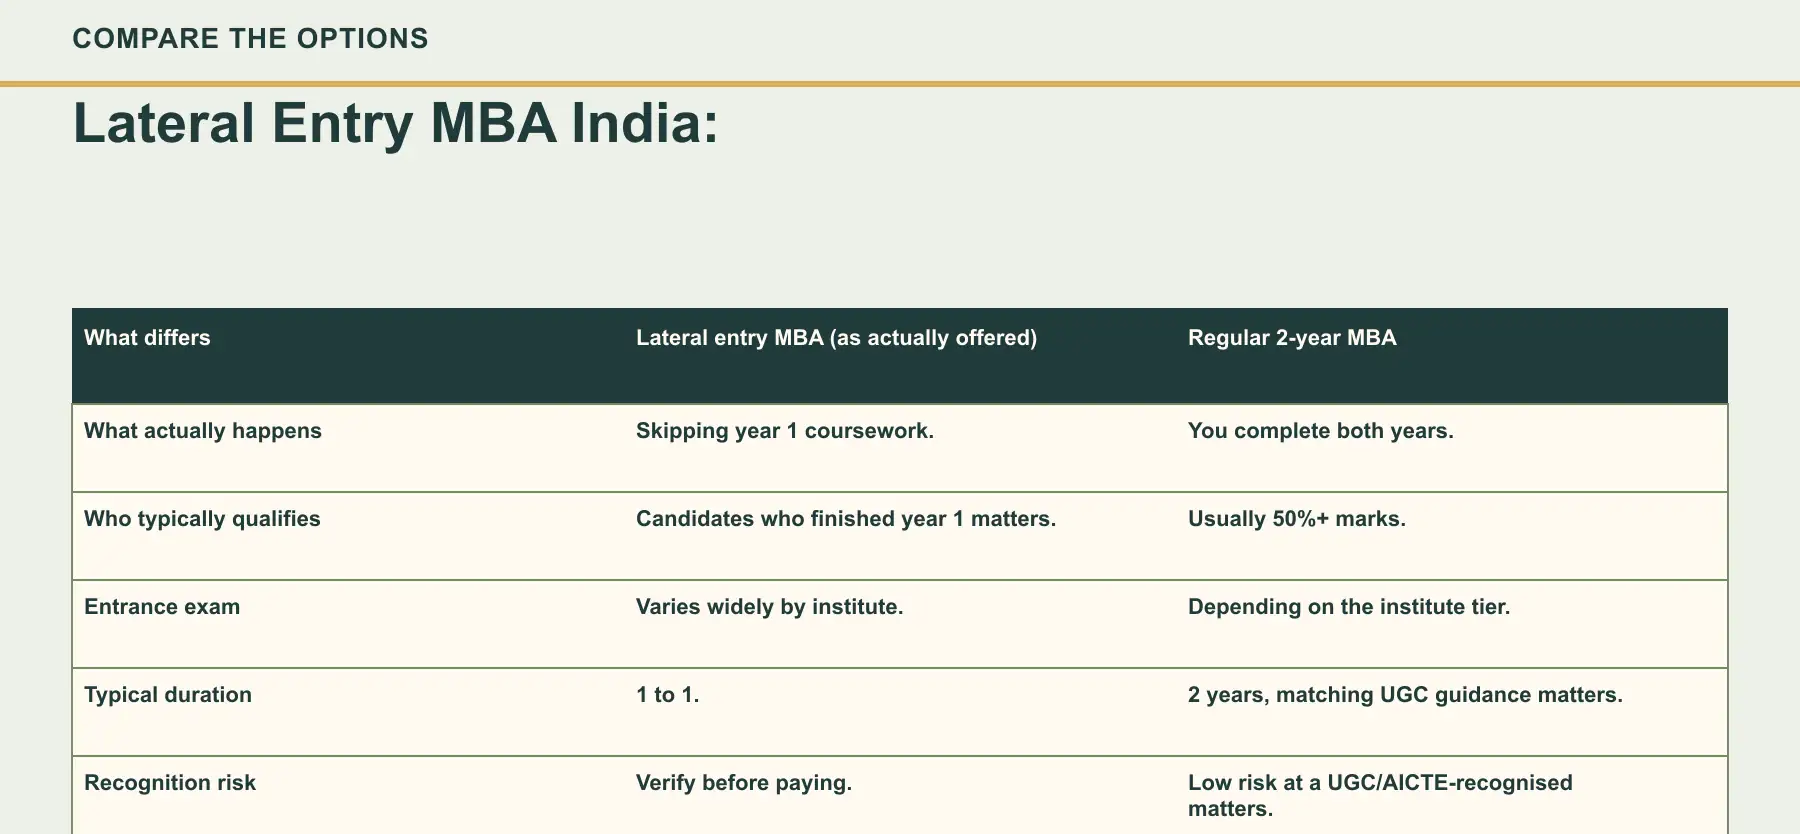 COMPARE THE OPTIONS
Lateral Entry MBA India:
What differs
Lateral entry MBA (as actually offered)
Regular 2-year MBA
What actually happens
Skipping year 1 coursework.
You complete both years.
Who typically qualifies
Candidates who finished year 1 matters.
Usually 50%+ marks.
Entrance exam
Varies widely by institute.
Depending on the institute tier.
Typical duration
1 to 1.
2 years, matching UGC guidance matters.
Recognition risk
Verify before paying.
Low risk at a UGC/AICTE-recognised
matters.